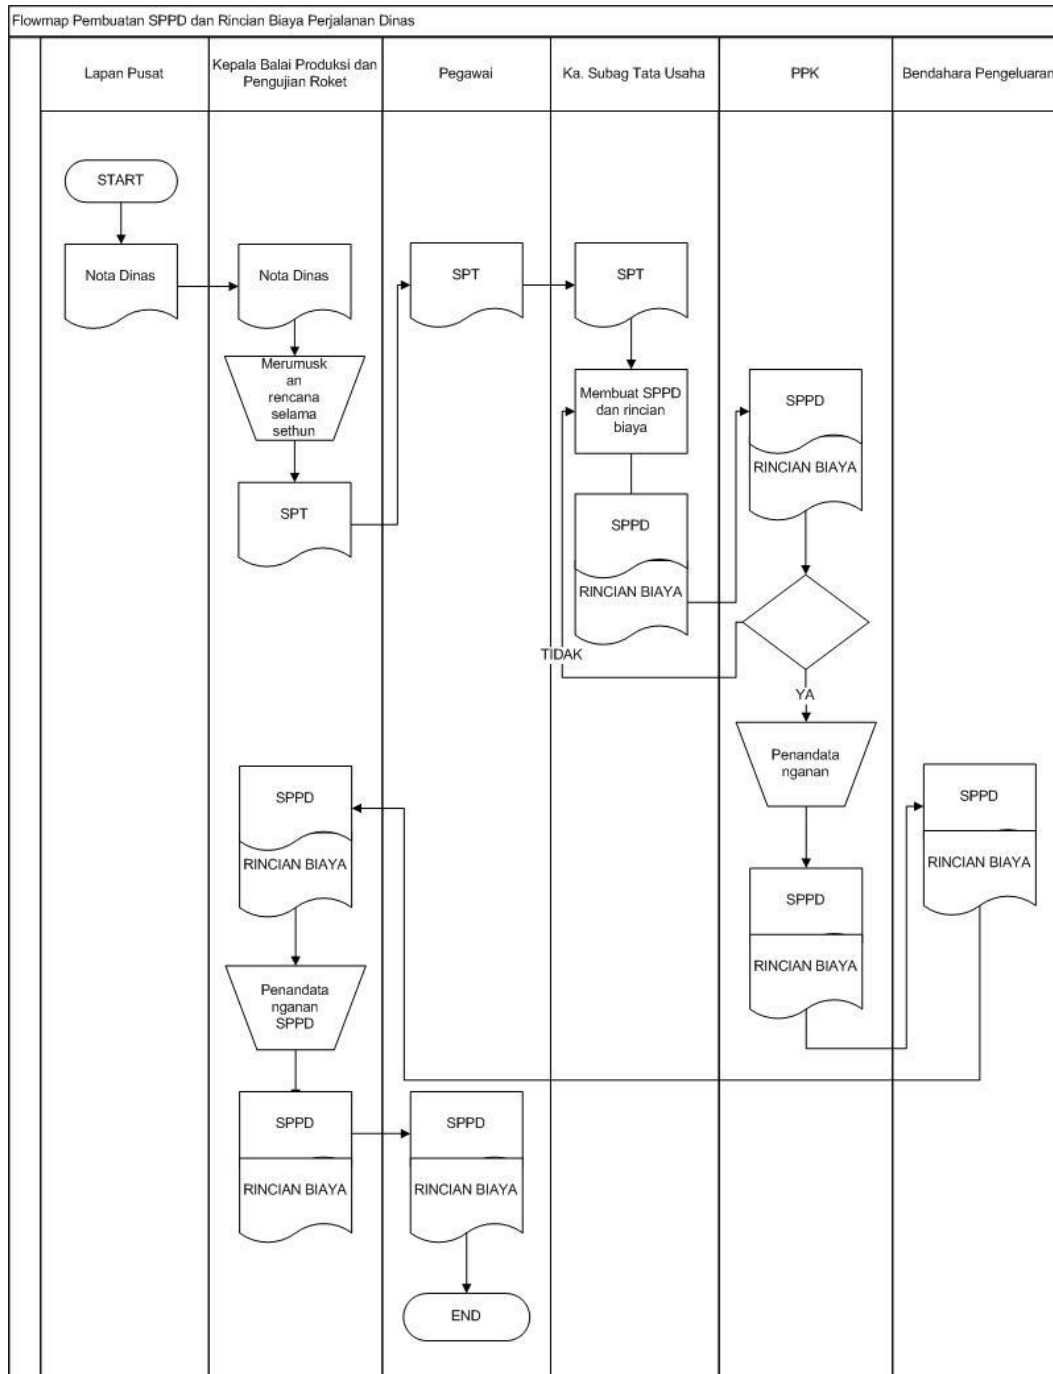 Flowmap Pembuatan SPPD dan Rincian Biaya Perjalanan Dinas
Lapan Pusat
Kepala Balai Produksi dan
Pengujian Roket
Pegawai
Ka. Subag Tata Usaha
PPK
Bendahara Pengeluaran
START
Nota Dinas
Nota Dinas
SPT
SPT
Merumusk
an
rencana
selama
sethun
Membuat SPPD
dan rincian
biaya
SPPD
RINCIAN BIAYA
SPT
SPPD
RINCIAN BIAYA
TIDAK
YA
Penandata
nganan
SPPD
RINCIAN BIAYA
SPPD
RINCIAN BIAYA
SPPD
RINCIAN BIAYA
Penandata
nganan
SPPD
SPPD
RINCIAN BIAYA
SPPD
RINCIAN BIAYA
END